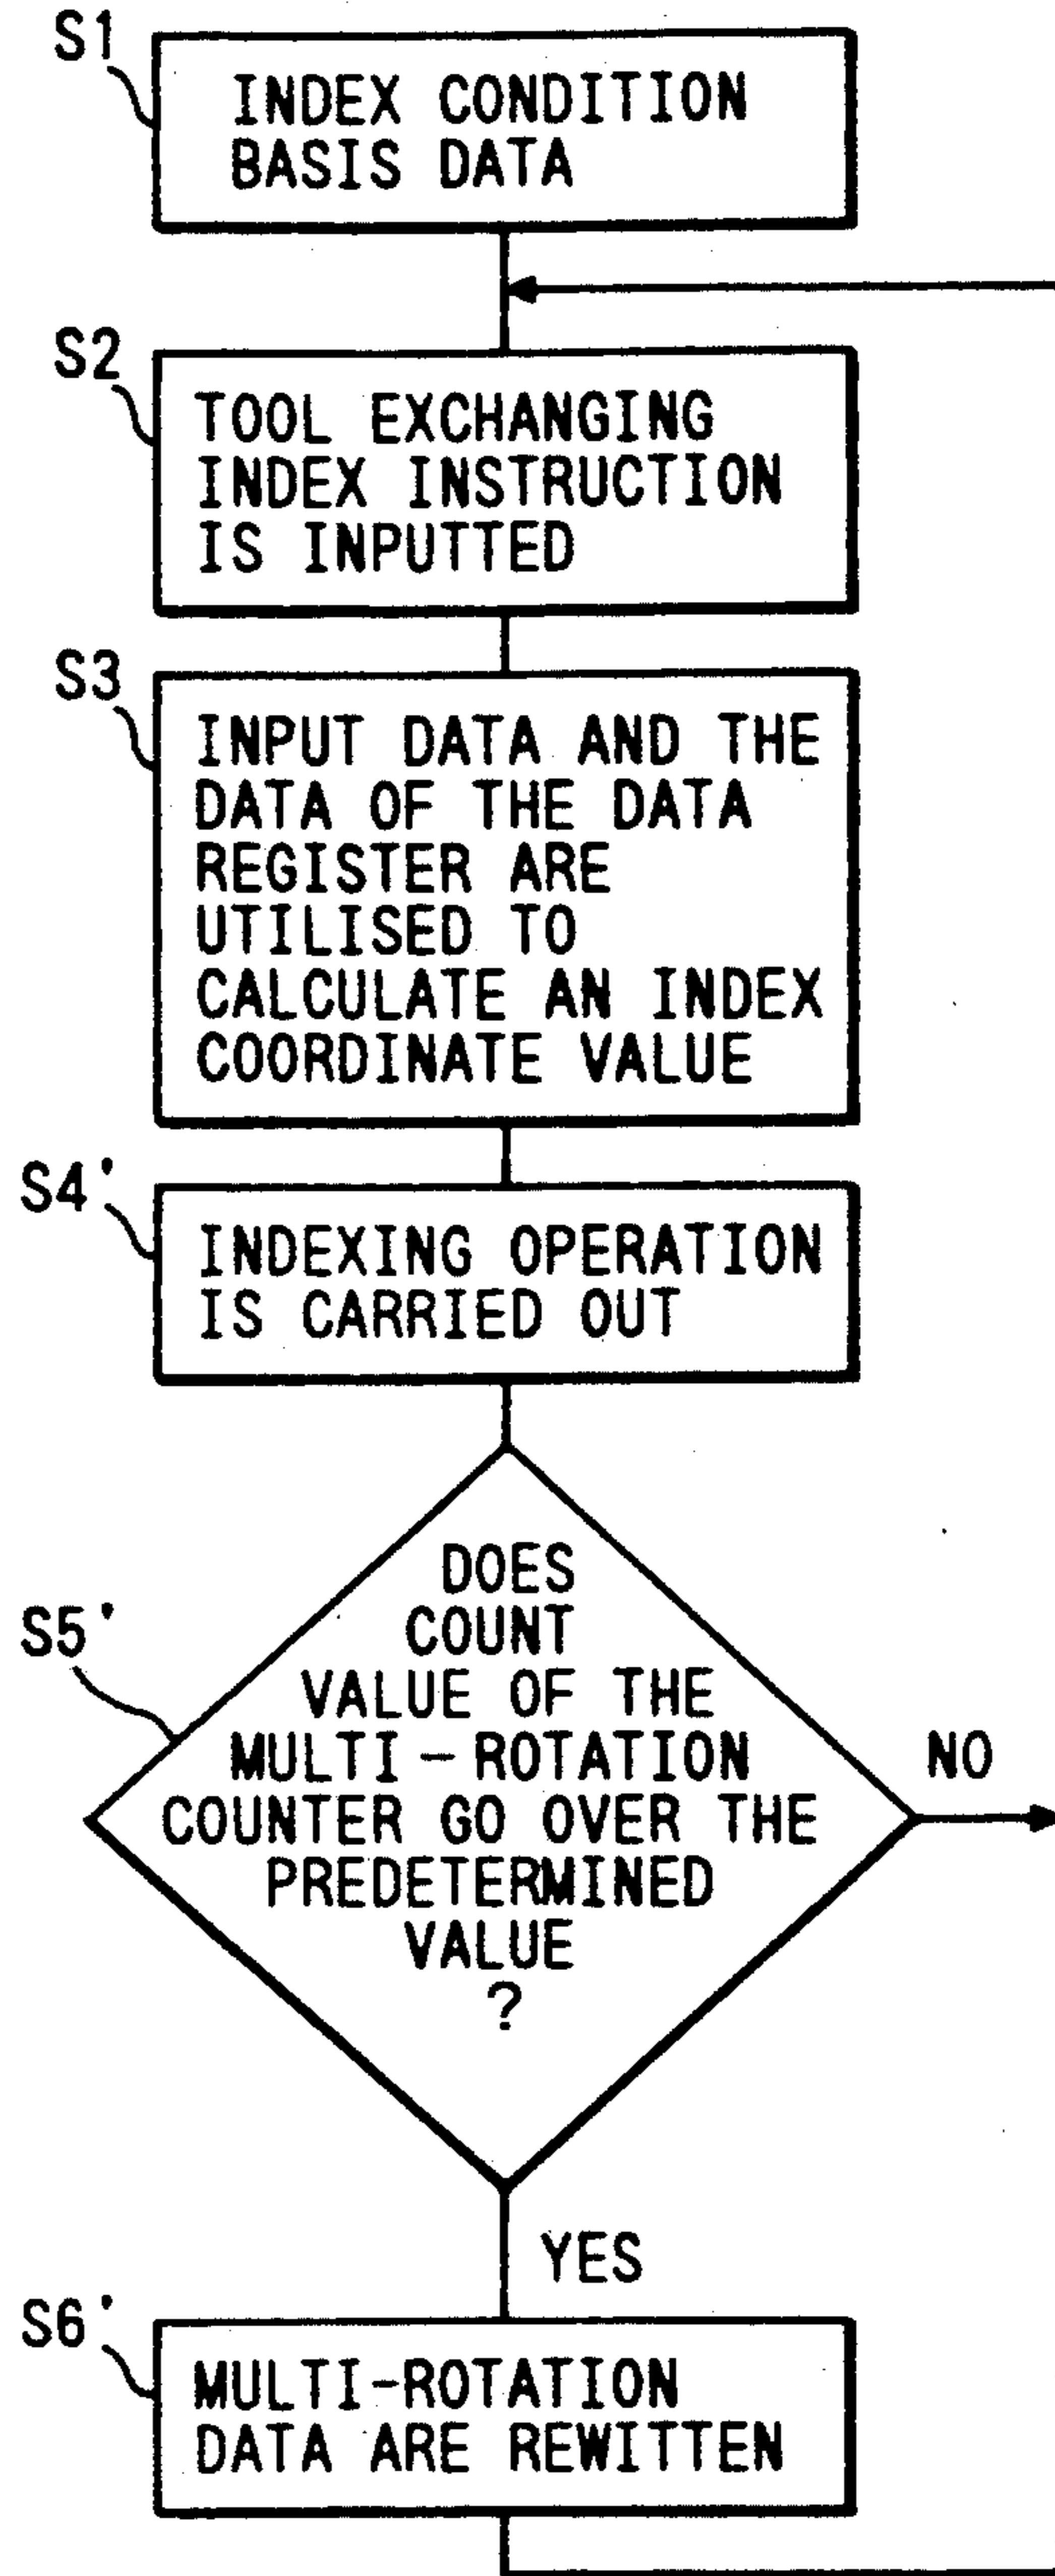 S1
INDEX CONDITION
BASIS DATA
S2
TOOL EXCHANGING
INDEX INSTRUCTION
IS INPUTTED
S3
INPUT DATA AND THE
DATA OF THE DATA
REGISTER ARE
UTILISED TO
CALCULATE AN INDEX
COORDINATE VALUE
S4'
INDEXING OPERATION
IS CARRIED OUT
S5'
DOES
COUNT
VALUE OF THE
MULTI-ROTATION
COUNTER GO OVER THE
PREDETERMINED
VALUE
?
NO
YES
S6'
MULTI-ROTATION
DATA ARE REWITTEN